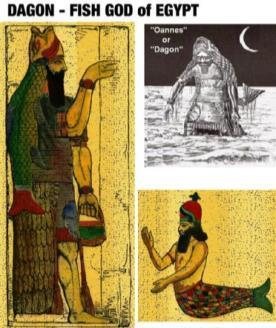 DAGON - FISH GOD of EGYPT
"Oannes"
or
"Dagon"